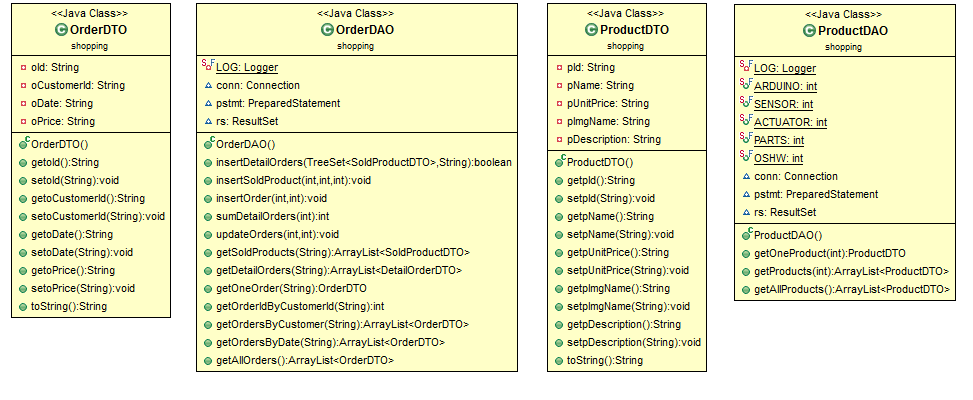 <<Java Class>>
OrderDTO
shopping
oId: String
oCustomerId: String
oDate: String
oPrice: String
OrderDTO()
getoId():String
setoId(String):void
getoCustomerId():String
setoCustomerId(String):void
getoDate():String
setoDate(String):void
getoPrice():String
setoPrice(String):void
toString():String
<<Java Class>>
OrderDAO
shopping
LOG: Logger
conn: Connection
pstmt: PreparedStatement
rs: ResultSet
OrderDAO()
insertDetailOrders(TreeSet<SoldProductDTO>,String):boolean
insertSoldProduct(int,int,int):void
insertOrder(int,int):void
sumDetailOrders(int):int
updateOrders(int,int):void
getSoldProducts(String):ArrayList<SoldProductDTO>
getDetailOrders(String):ArrayList<DetailOrderDTO>
getOneOrder(String):OrderDTO
getOrderIdByCustomerId(String):int
getOrdersByCustomer(String):ArrayList<OrderDTO>
getOrdersByDate(String):ArrayList<OrderDTO>
getAllOrders():ArrayList<OrderDTO>
<<Java Class>>
ProductDTO
shopping
pId: String
pName: String
pUnitPrice: String
pImgName: String
pDescription: String
ProductDTO()
getpId():String
setpId(String):void
getpName():String
setpName(String):void
getpUnitPrice():String
setpUnitPrice(String):void
getpImgName():String
setpImgName(String):void
getpDescription():String
setpDescription(String):void
toString():String
<<Java Class>>
ProductDAO
shopping
LOG: Logger
ARDUINO: int
SENSOR: int
ACTUATOR: int
PARTS: int
OSHW: int
conn: Connection
pstmt: PreparedStatement
rs: ResultSet
ProductDAO()
getOneProduct(int):ProductDTO
getProducts(int):ArrayList<ProductDTO>
getAllProducts():ArrayList<ProductDTO>